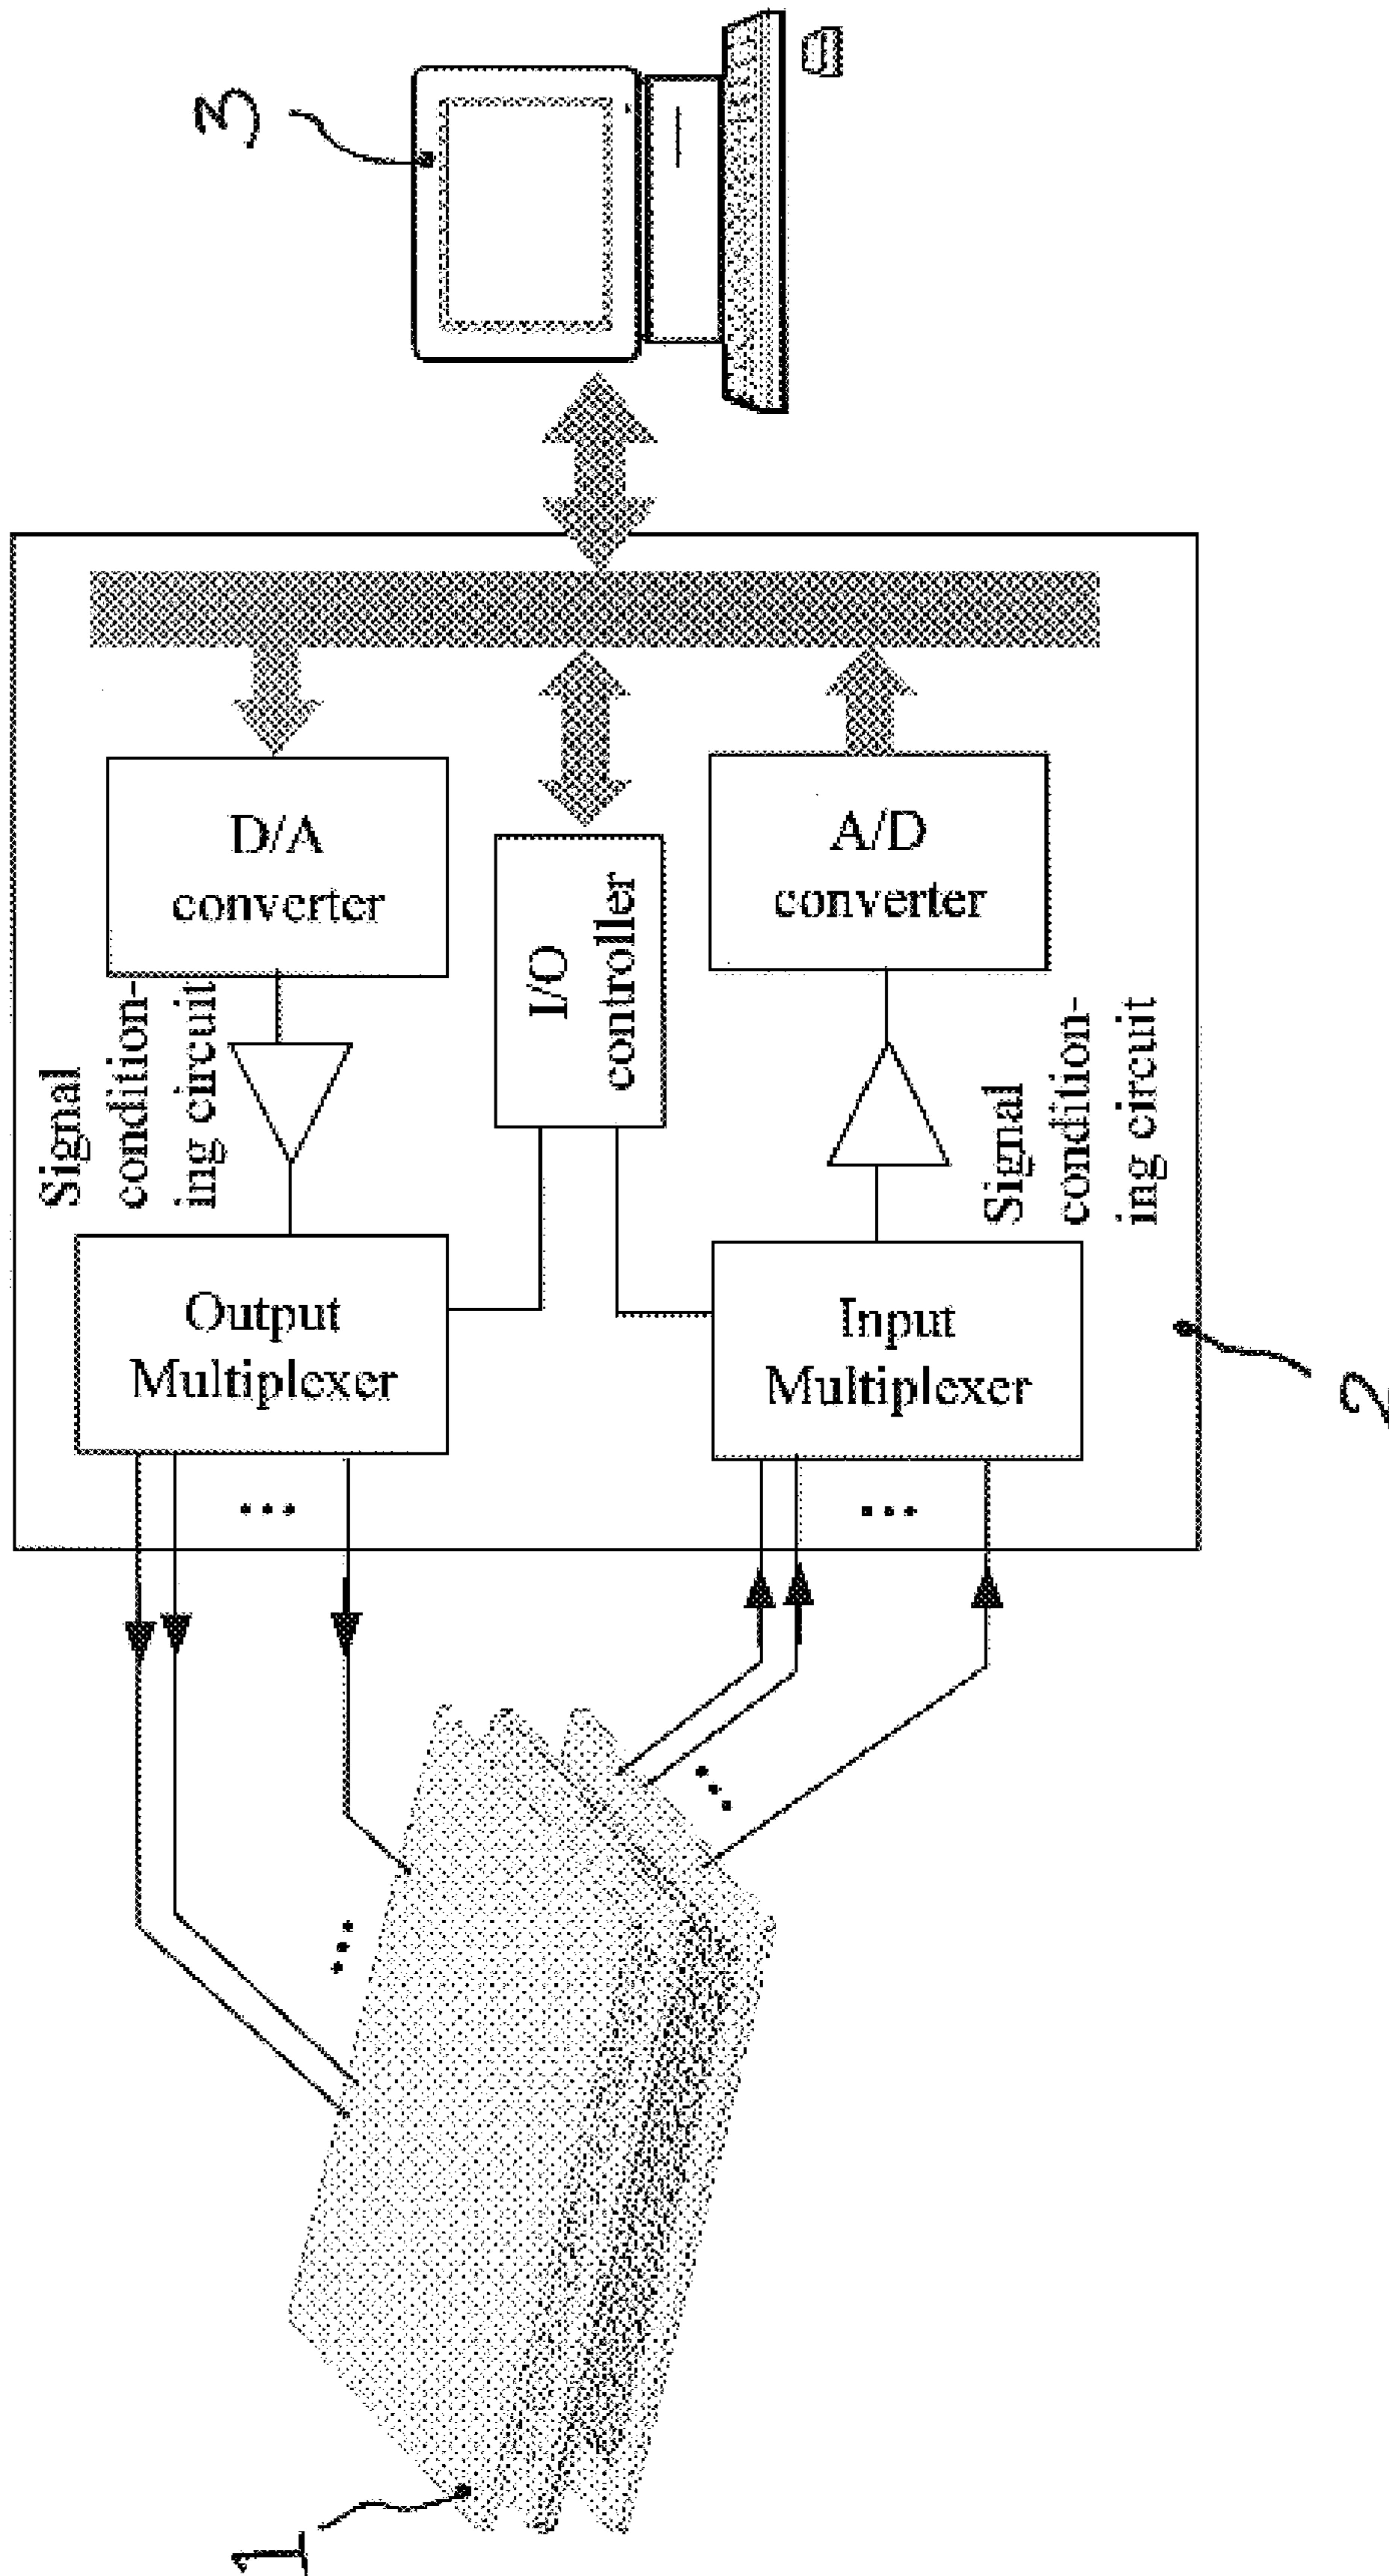 3
D/A
converter
Signal
condition-
ing circuit
I/O
controller
A/D
converter
Signal
condition-
ing circuit
Output
Multiplexer
...
Input
Multiplexer
...
2
...
...
1